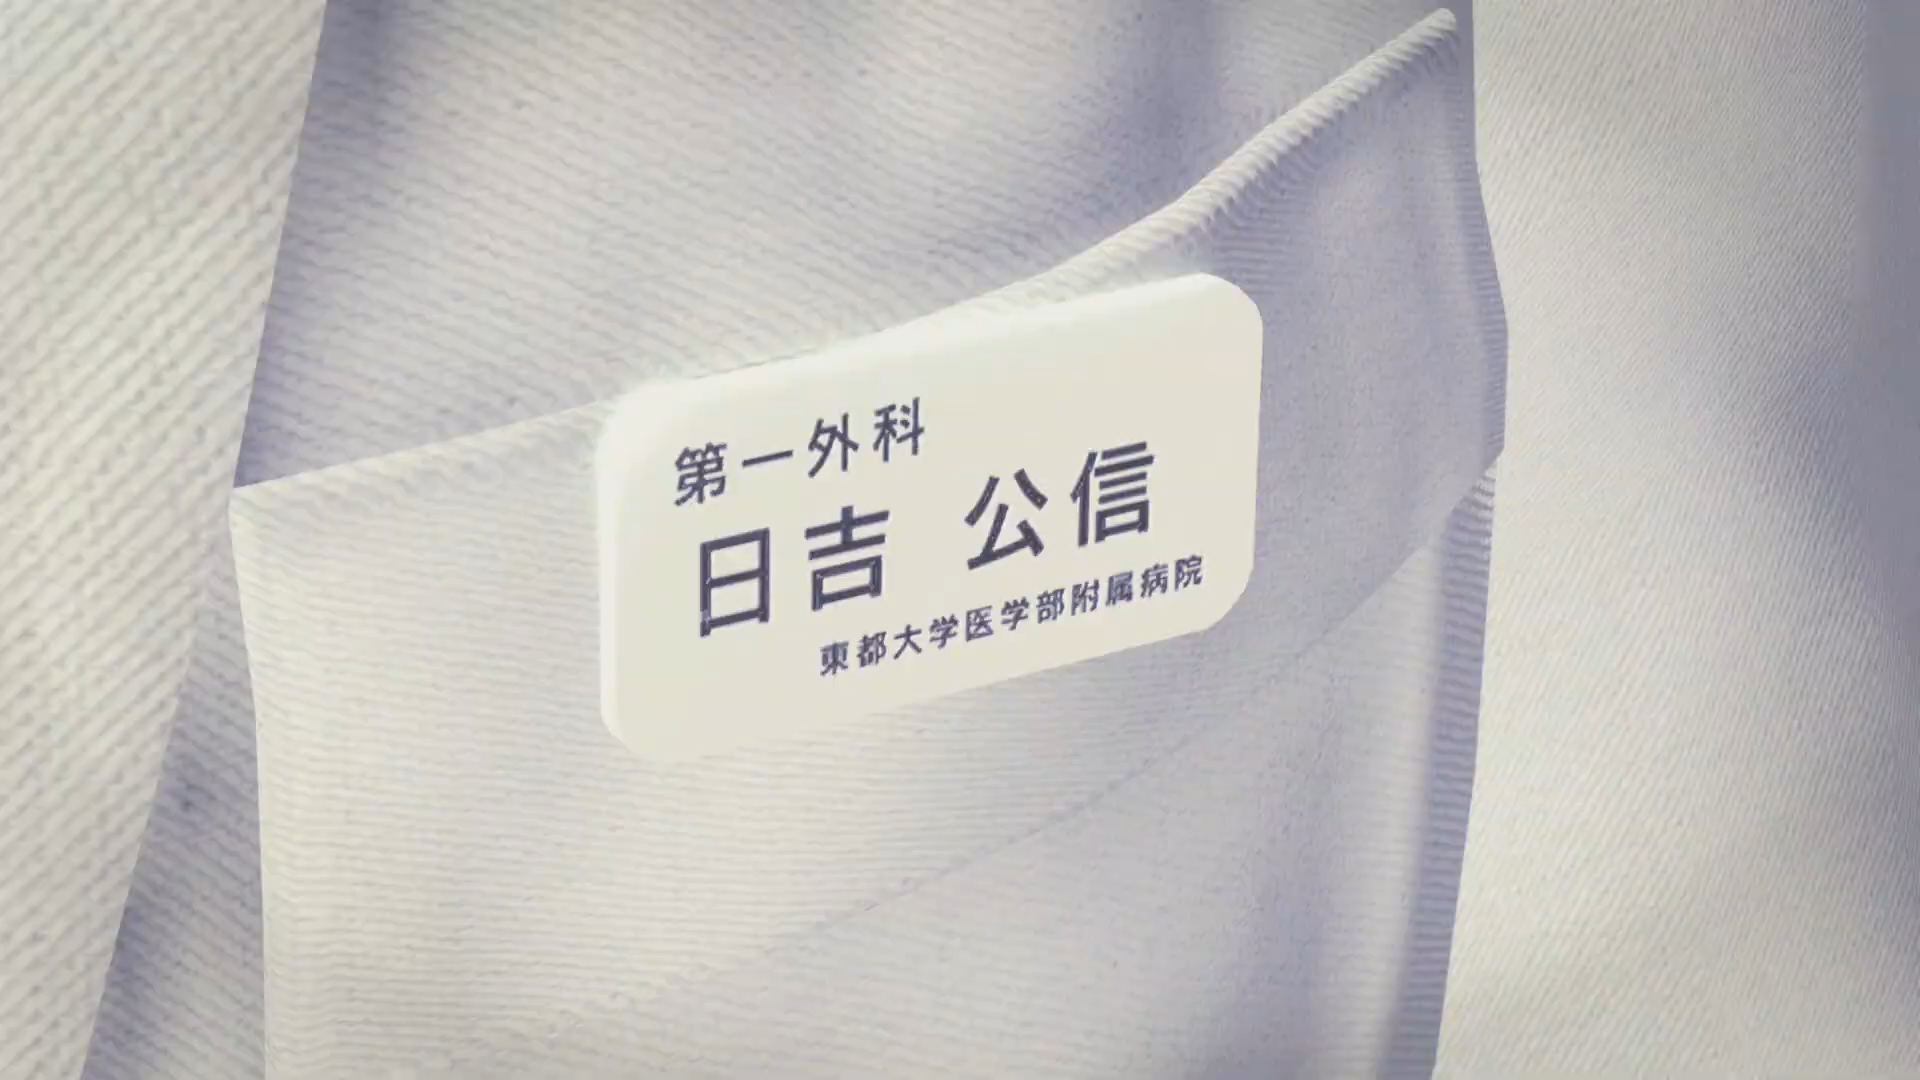 第一外科
日吉 公信
東都大学医学部附属病院